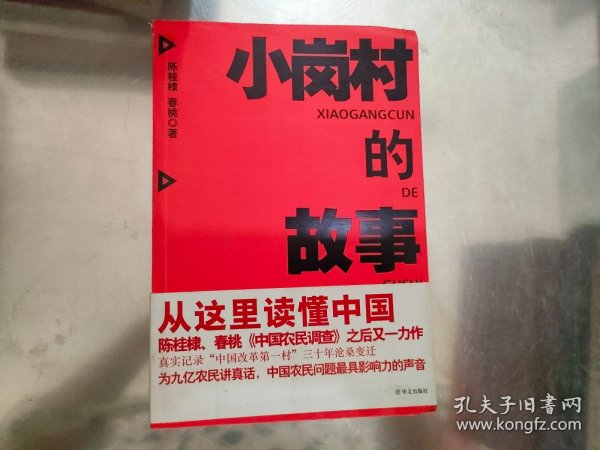 陈桂棣 春桃◎著
小岗村
XIAOGANGCUN
的
DE
故事
GUSHI
从这里读懂中国
陈桂棣、春桃《中国农民调查》之后又一力作
真实记录“中国改革第一村”三十年沧桑变迁
为九亿农民讲真话，中国农民问题最具影响力的声音
华文出版社
孔夫子旧书网
www.kongfz.com